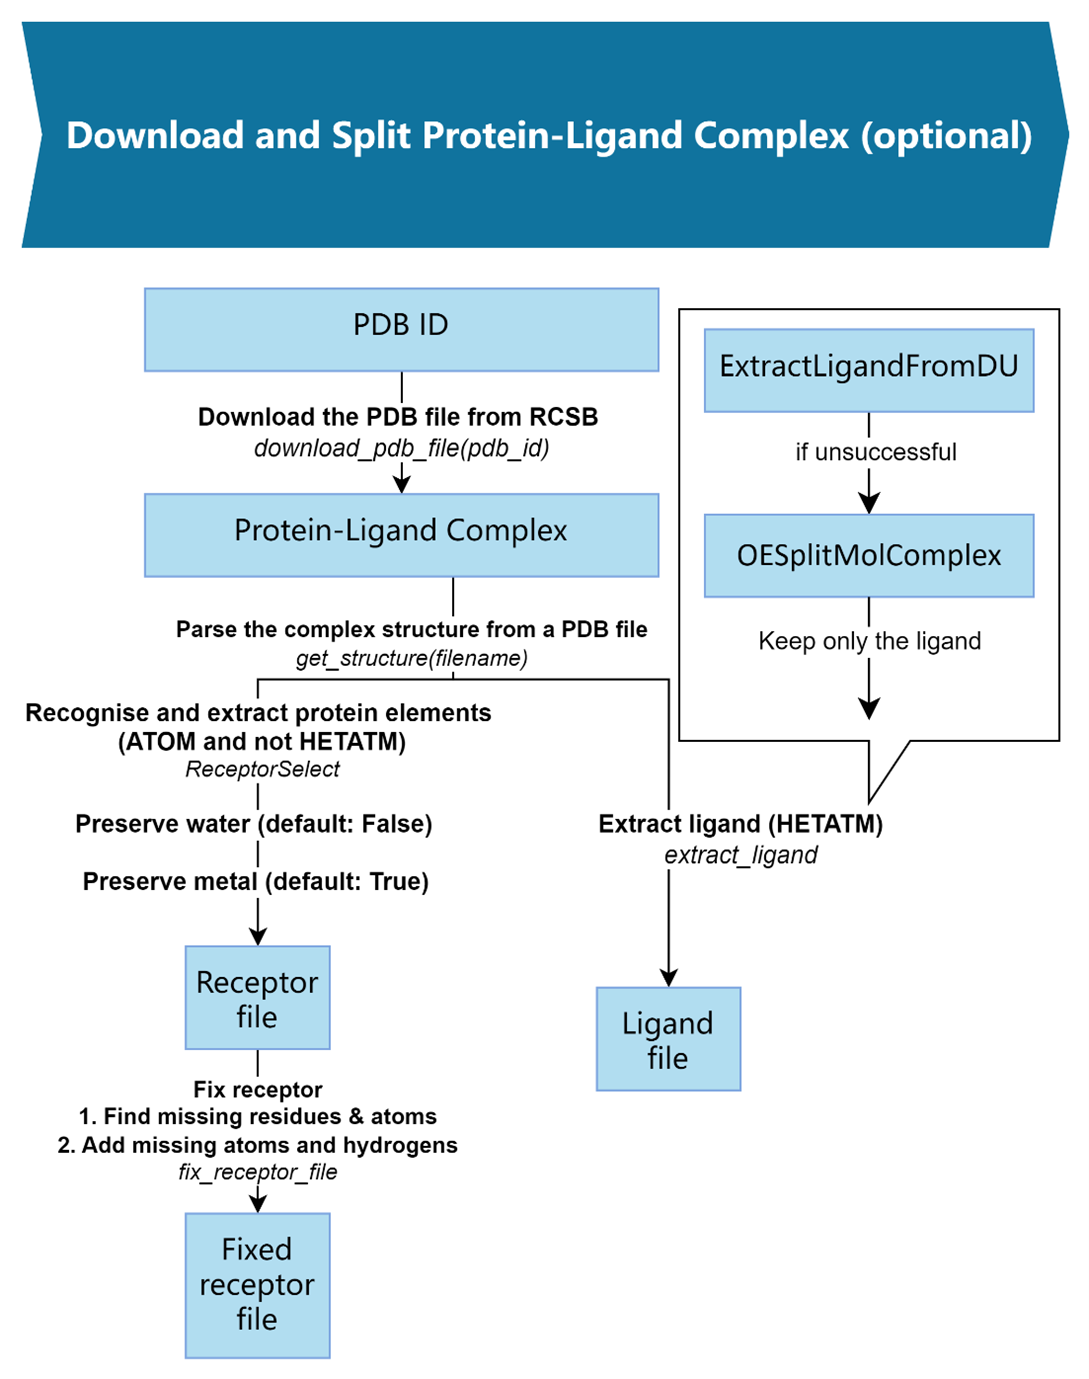 Download and Split Protein-Ligand Complex (optional)
PDB ID
Download the PDB file from RCSB
download_pdb_file(pdb_id)
Protein-Ligand Complex
Parse the complex structure from a PDB file
get_structure(filename)
Recognise and extract protein elements
(ATOM and not HETATM)
ReceptorSelect
Preserve water (default: False)
Preserve metal (default: True)
Receptor
file
Fix receptor
1. Find missing residues & atoms
2. Add missing atoms and hydrogens
fix_receptor_file
Fixed
receptor
file
ExtractLigandFromDU
if unsuccessful
OESplitMolComplex
Keep only the ligand
Extract ligand (HETATM)
extract_ligand
Ligand
file